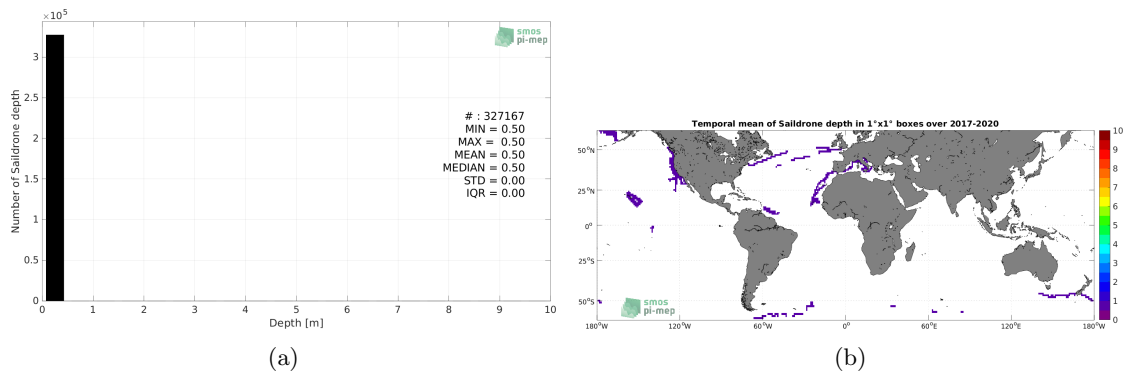 ×10⁵
3
2.5
2
1.5
1
0.5
0
Number of Saildrone depth
0 1 2 3 4 5 6 7 8 9 10
Depth [m]
smos
pi-mep
# : 327167
MIN = 0.50
MAX = 0.50
MEAN = 0.50
MEDIAN = 0.50
STD = 0.00
IQR = 0.00
(a)
Temporal mean of Saildrone depth in 1°x1° boxes over 2017-2020
50°N
25°N
0°
25°S
50°S
180°W 120°W 60°W 0° 60°E 120°E 180°W
smos
pi-mep
10
9
8
7
6
5
4
3
2
1
0
(b)